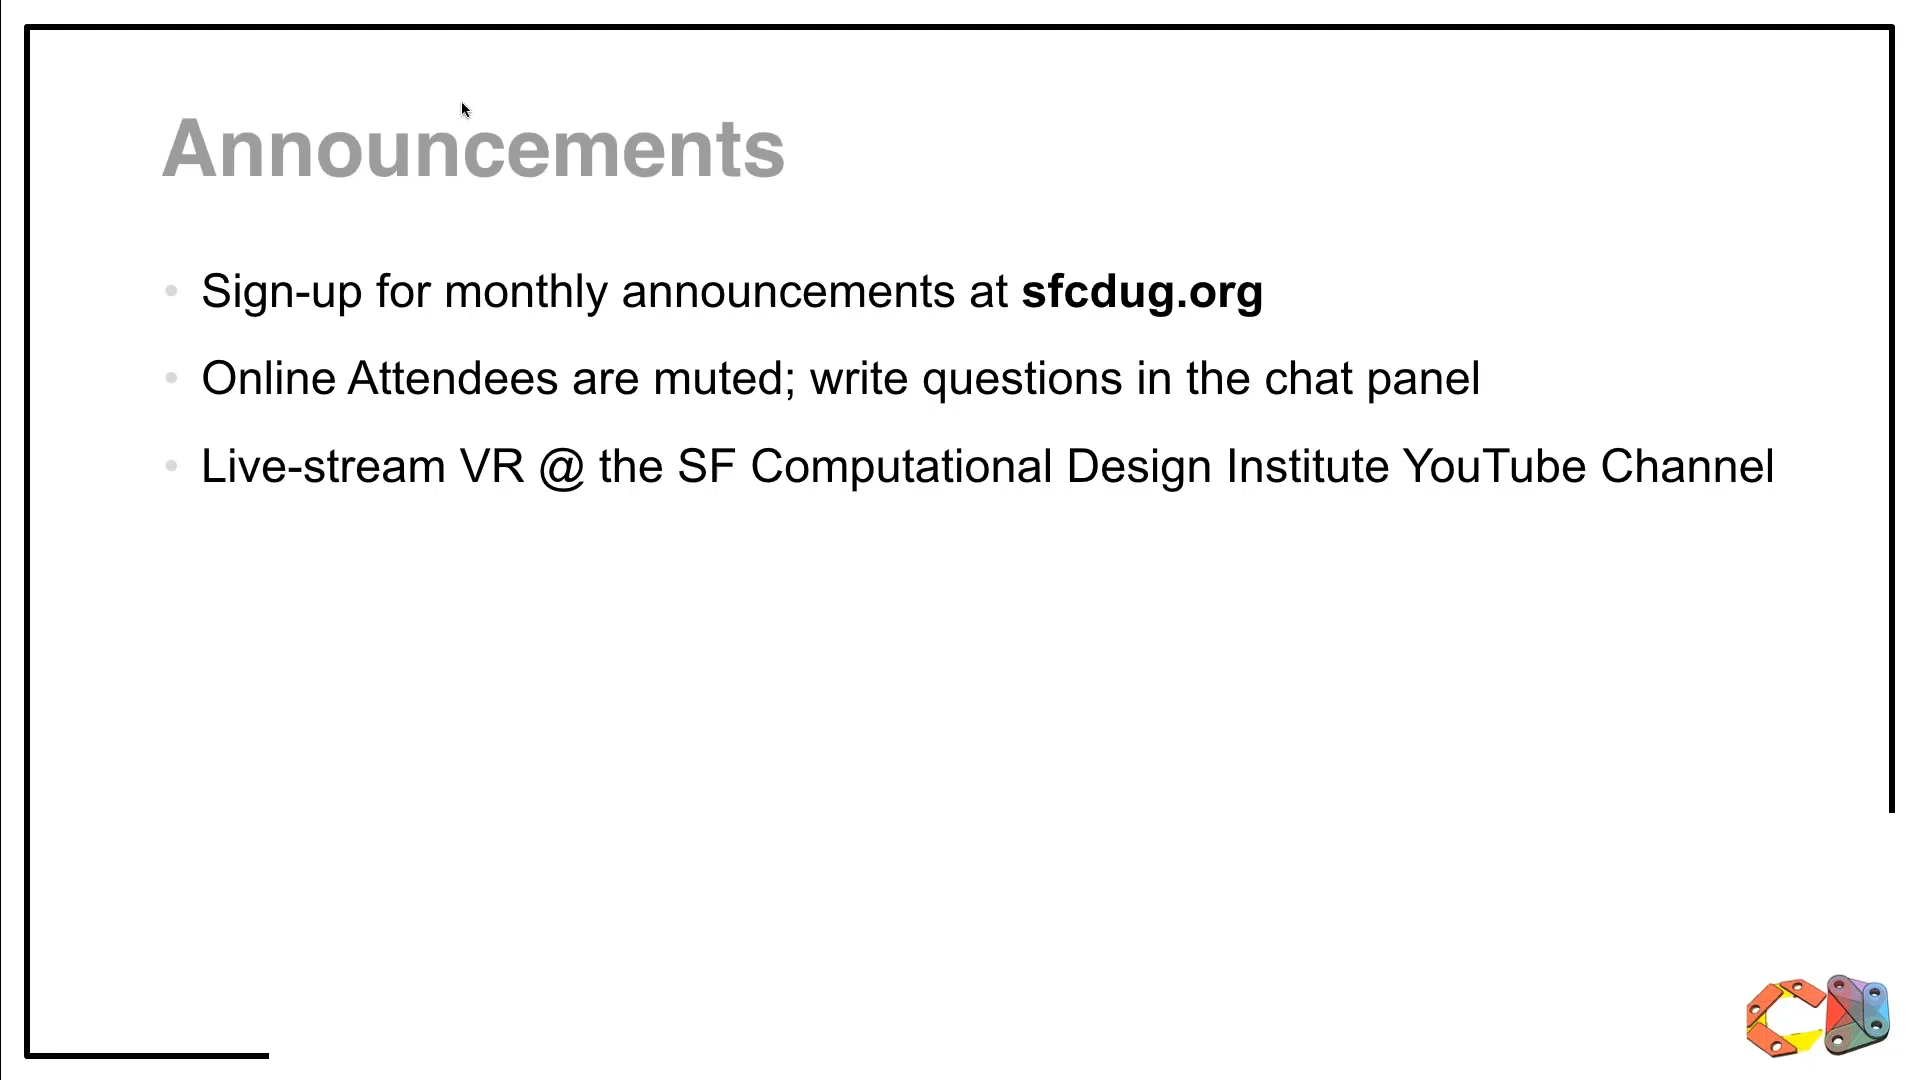 Announcements
• Sign-up for monthly announcements at sfcdug.org
• Online Attendees are muted; write questions in the chat panel
• Live-stream VR @ the SF Computational Design Institute YouTube Channel